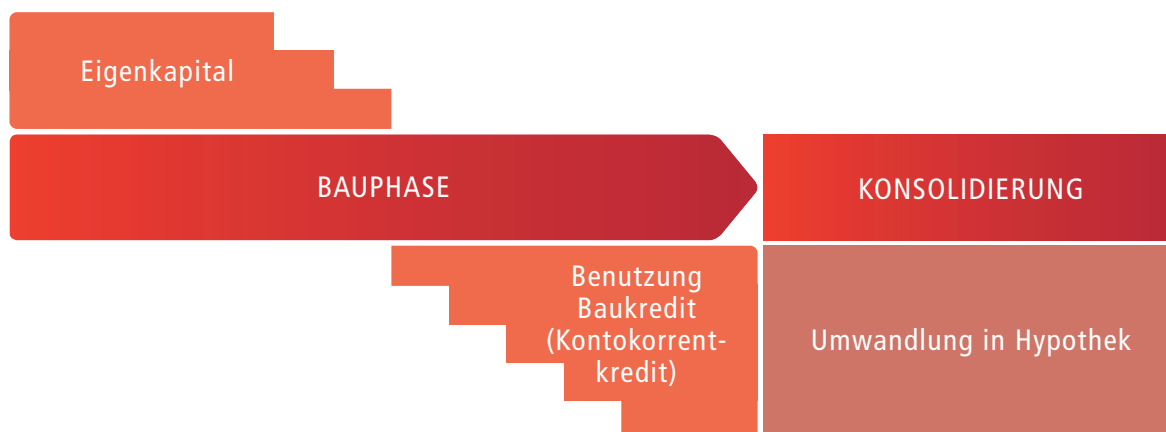 Eigenkapital
BAUPHASE
KONSOLIDIERUNG
Benutzung
Baukredit
(Kontokorrent-
kredit)
Umwandlung in Hypothek